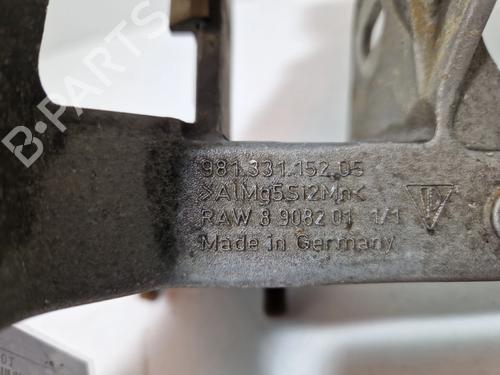 B-PARTS
981.331.152.05
>AlMg5Si2Mn<
RAW 8 9082 01 1/1
Made in Germany